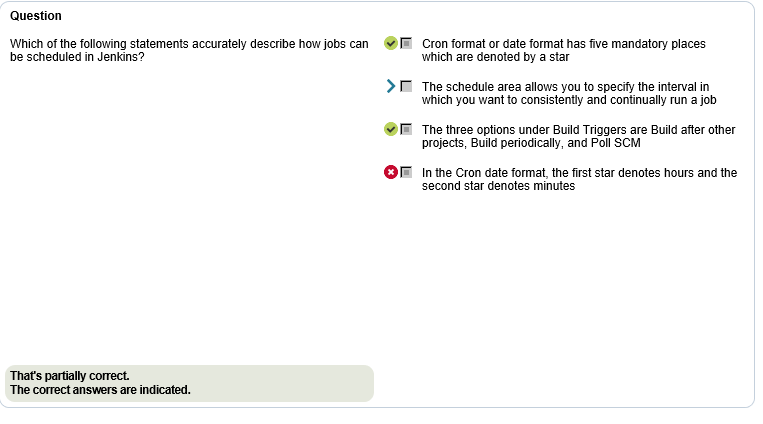 Question
Which of the following statements accurately describe how jobs can
be scheduled in Jenkins?
Cron format or date format has five mandatory places
which are denoted by a star
The schedule area allows you to specify the interval in
which you want to consistently and continually run a job
The three options under Build Triggers are Build after other
projects, Build periodically, and Poll SCM
In the Cron date format, the first star denotes hours and the
second star denotes minutes
That's partially correct.
The correct answers are indicated.